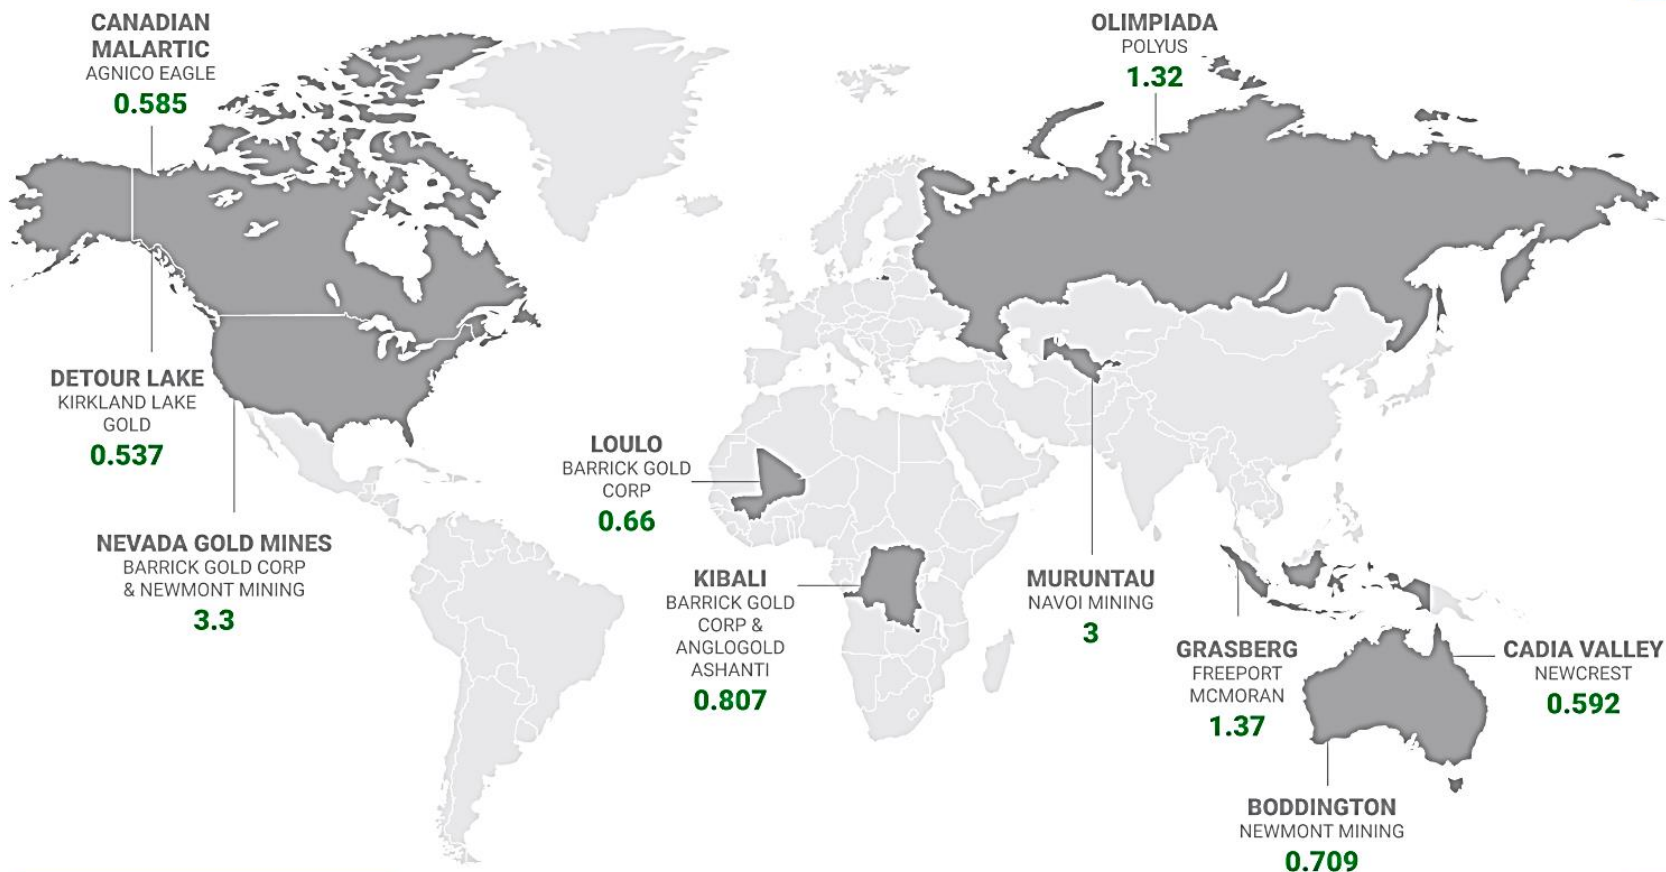 CANADIAN
MALARTIC
AGNICO EAGLE
0.585
OLIMPIADA
POLYUS
1.32
DETOUR LAKE
KIRKLAND LAKE
GOLD
0.537
NEVADA GOLD MINES
BARRICK GOLD CORP
& NEWMONT MINING
3.3
LOULO
BARRICK GOLD
CORP
0.66
KIBALI
BARRICK GOLD
CORP &
ANGLOGOLD
ASHANTI
0.807
MURUNTAU
NAVOI MINING
3
GRASBERG
FREEPORT
MCMORAN
1.37
CADIA VALLEY
NEWCREST
0.592
BODDINGTON
NEWMONT MINING
0.709